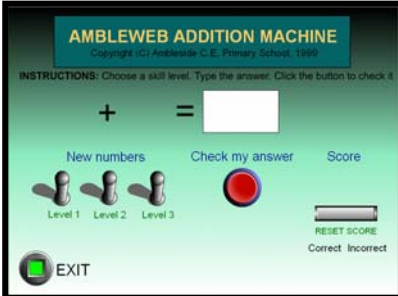 AMBLEWEB ADDITION MACHINE
Copyright (C) Ambleside C.E. Primary School, 1999
INSTRUCTIONS: Choose a skill level. Type the answer. Click the button to check it
+ =
New numbers Check my answer Score
Level 1 Level 2 Level 3
RESET SCORE
Correct Incorrect
EXIT